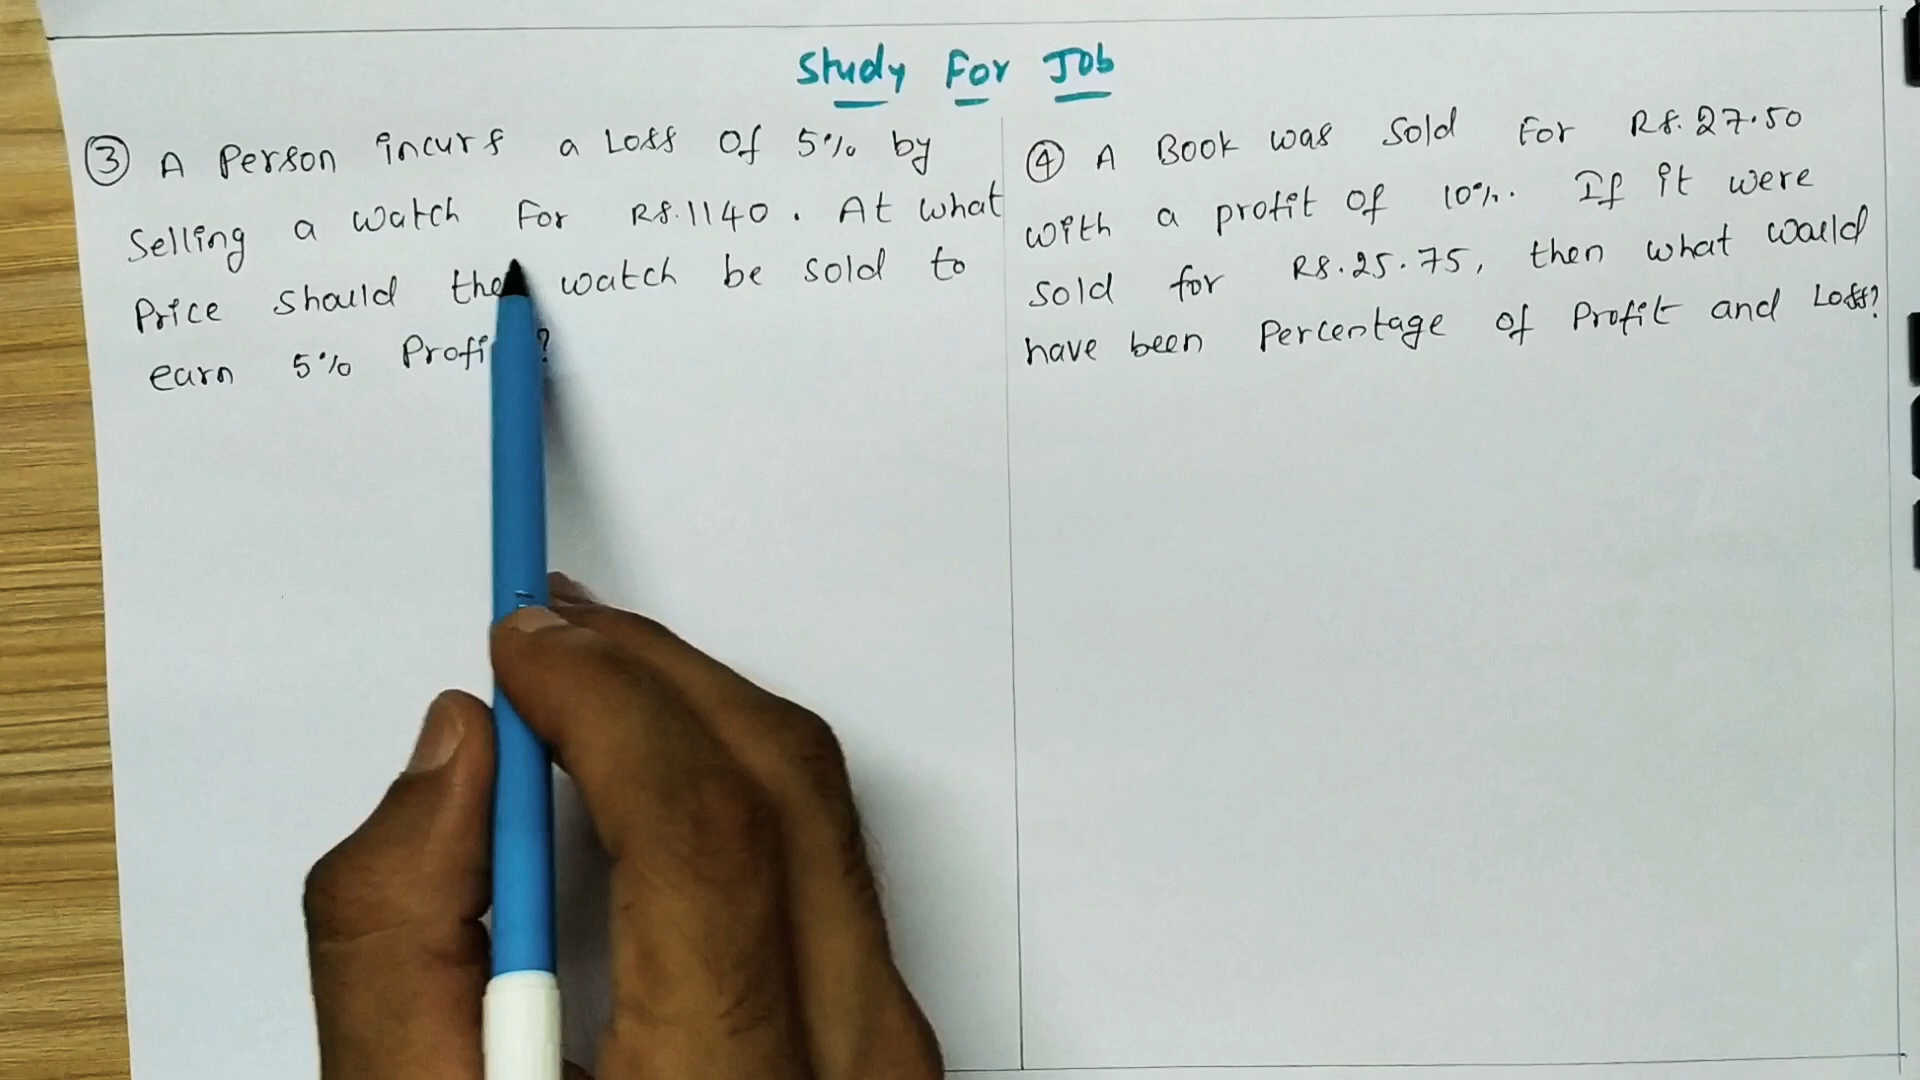 Study For Job
③ A Person incurs a Loss Of 5% by
Selling a watch For RS.1140. At what
Price should the watch be sold to
earn 5% Profi ?
④ A Book was Sold For RS.27.50
with a profit of 10%. If it were
sold for RS.25.75, then what would
have been Percentage of Profit and Loss?